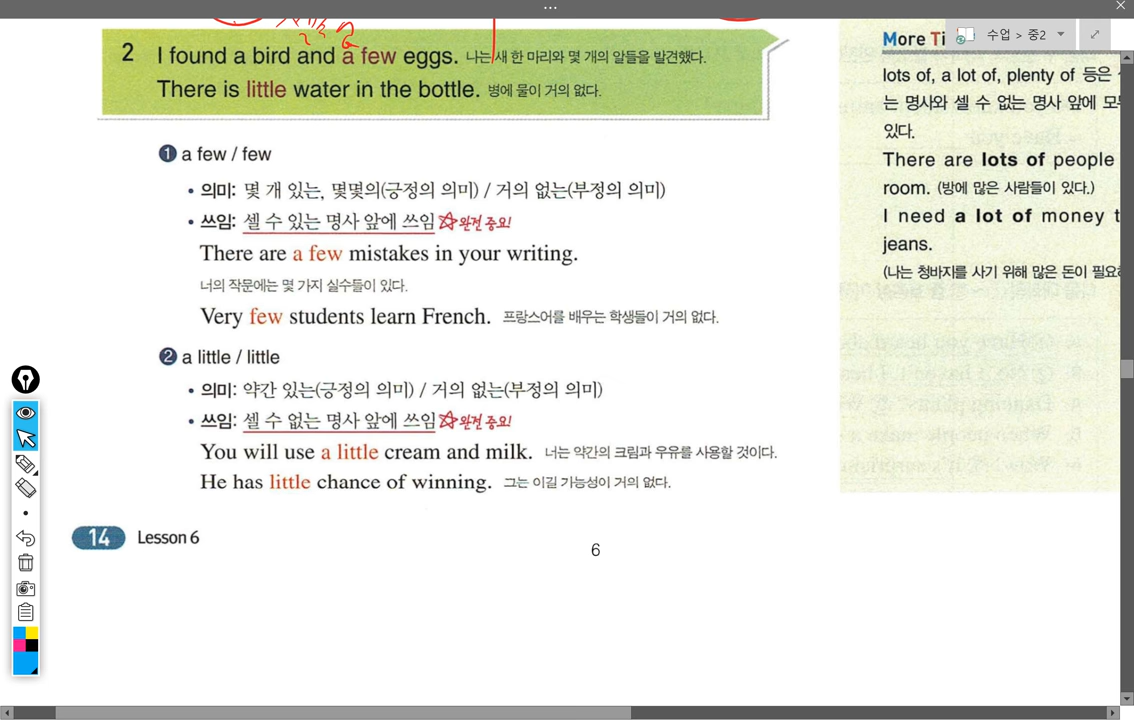 수업 > 중2
2 I found a bird and a few eggs. 나는 새 한 마리와 몇 개의 알들을 발견했다.
There is little water in the bottle. 병에 물이 거의 없다.
1 a few / few
• 의미: 몇 개 있는, 몇몇의(긍정의 의미) / 거의 없는(부정의 의미)
• 쓰임: 셀 수 있는 명사 앞에 쓰임 ☆완전 중요!
There are a few mistakes in your writing.
너의 작문에는 몇 가지 실수들이 있다.
Very few students learn French. 프랑스어를 배우는 학생들이 거의 없다.
2 a little / little
• 의미: 약간 있는(긍정의 의미) / 거의 없는(부정의 의미)
• 쓰임: 셀 수 없는 명사 앞에 쓰임 ☆완전 중요!
You will use a little cream and milk. 너는 약간의 크림과 우유를 사용할 것이다.
He has little chance of winning. 그는 이길 가능성이 거의 없다.
14 Lesson 6
6
More Ti
lots of, a lot of, plenty of 등은
는 명사와 셀 수 없는 명사 앞에 모두
있다.
There are lots of people
room. (방에 많은 사람들이 있다.)
I need a lot of money t
jeans.
(나는 청바지를 사기 위해 많은 돈이 필요하